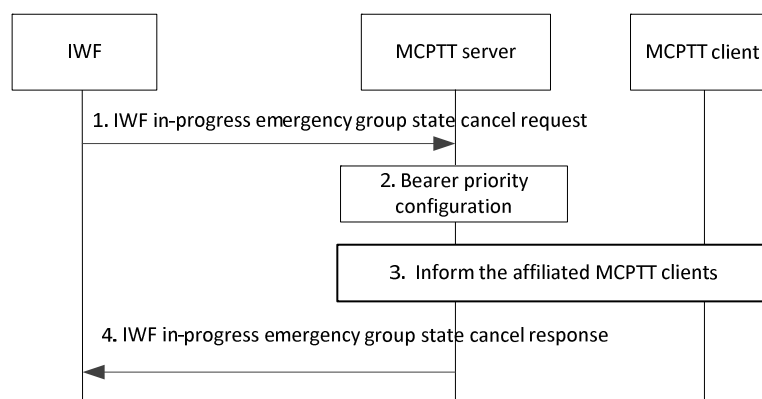 IWF
MCPTT server
MCPTT client
1. IWF in-progress emergency group state cancel request
2. Bearer priority
configuration
3. Inform the affiliated MCPTT clients
4. IWF in-progress emergency group state cancel response